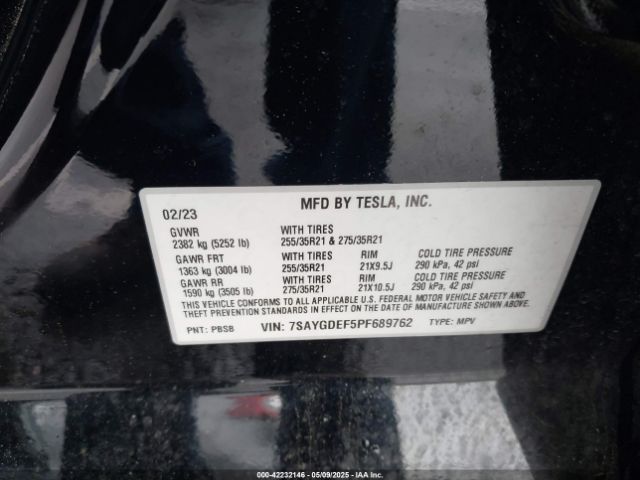 MFD BY TESLA, INC.
02/23
GVWR WITH TIRES
2382 kg (5252 lb) 255/35R21 & 275/35R21
GAWR FRT WITH TIRES RIM COLD TIRE PRESSURE
1363 kg (3004 lb) 255/35R21 21X9.5J 290 kPa, 42 psi
GAWR RR WITH TIRES RIM COLD TIRE PRESSURE
1590 kg (3505 lb) 275/35R21 21X10.5J 290 kPa, 42 psi
THIS VEHICLE CONFORMS TO ALL APPLICABLE U.S. FEDERAL MOTOR VEHICLE SAFETY AND
THEFT PREVENTION STANDARDS IN EFFECT ON THE DATE OF MANUFACTURE SHOWN ABOVE.
PNT: PBSB VIN: 7SAYGDEF5PF689762 TYPE: MPV
000-42232146 - 05/09/2025 - IAAI Proprietary